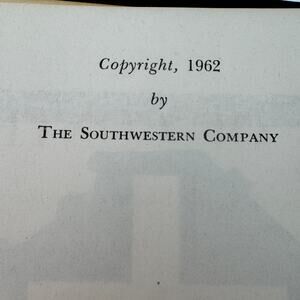 Copyright, 1962
by
THE SOUTHWESTERN COMPANY